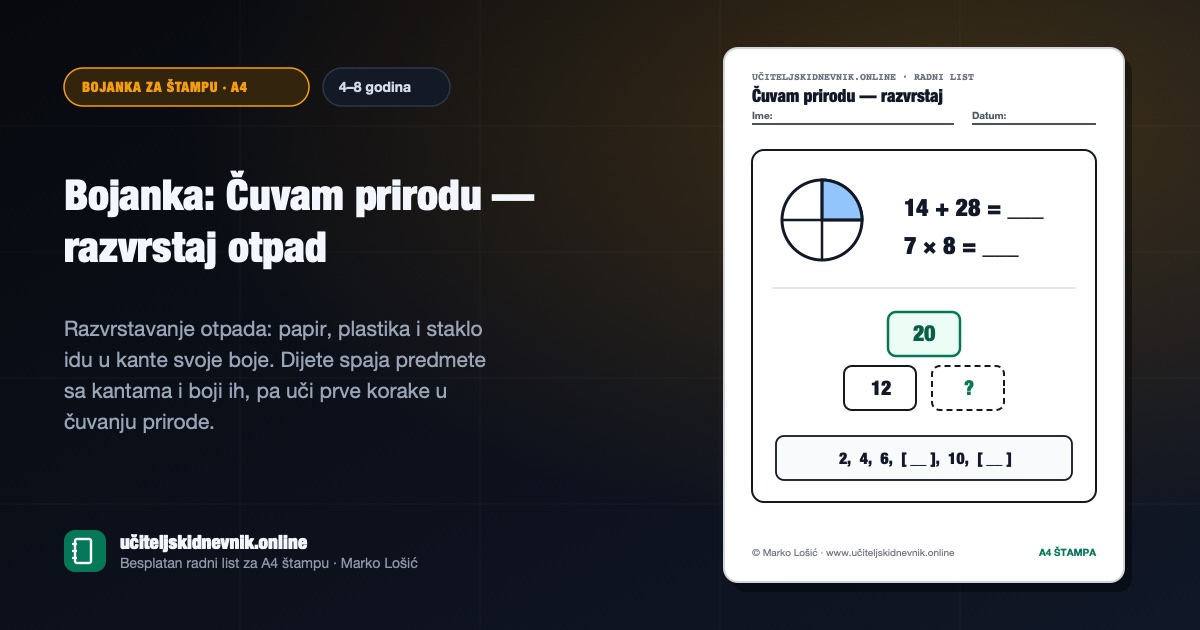 BOJANKA ZA ŠTAMPU · A4
4–8 godina
Bojanka: Čuvam prirodu —
razvrstaj otpad
Razvrstavanje otpada: papir, plastika i staklo
idu u kante svoje boje. Dijete spaja predmete
sa kantama i boji ih, pa uči prve korake u
čuvanju prirode.
učiteljskidnevnik.online
Besplatan radni list za A4 štampu · Marko Lošić
UČITELJSKIDNEVNIK.ONLINE · RADNI LIST
Čuvam prirodu — razvrstaj
Ime:
Datum:
14 + 28 = ___
7 × 8 = ___
20
12
?
2, 4, 6, [ __ ], 10, [ __ ]
© Marko Lošić · www.učiteljskidnevnik.online
A4 ŠTAMPA